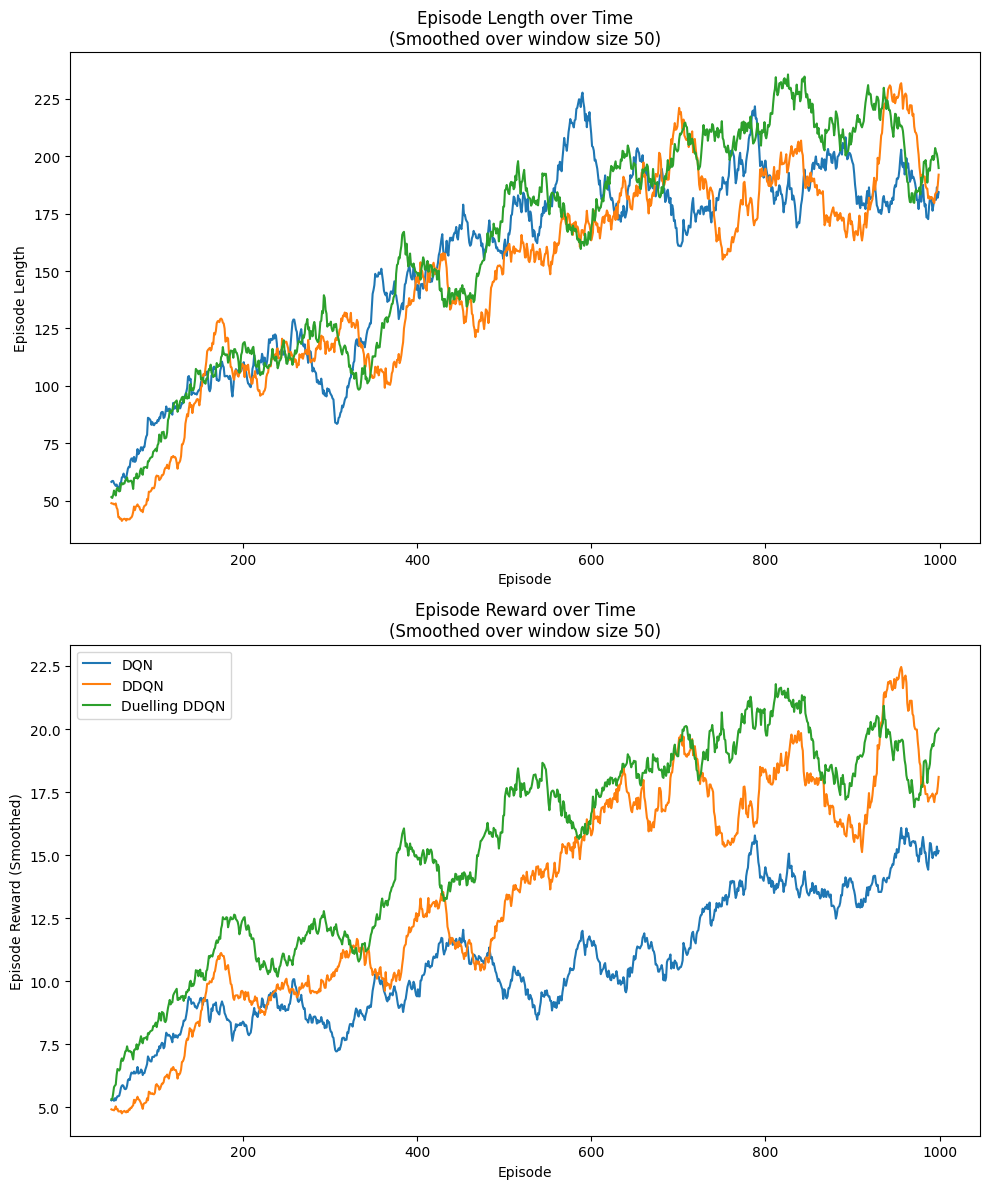 Episode Length over Time
(Smoothed over window size 50)
Episode Length
225
200
175
150
125
100
75
50
200
400
600
800
1000
Episode
Episode Reward over Time
(Smoothed over window size 50)
Episode Reward (Smoothed)
22.5
20.0
17.5
15.0
12.5
10.0
7.5
5.0
DQN
DDQN
Duelling DDQN
200
400
600
800
1000
Episode